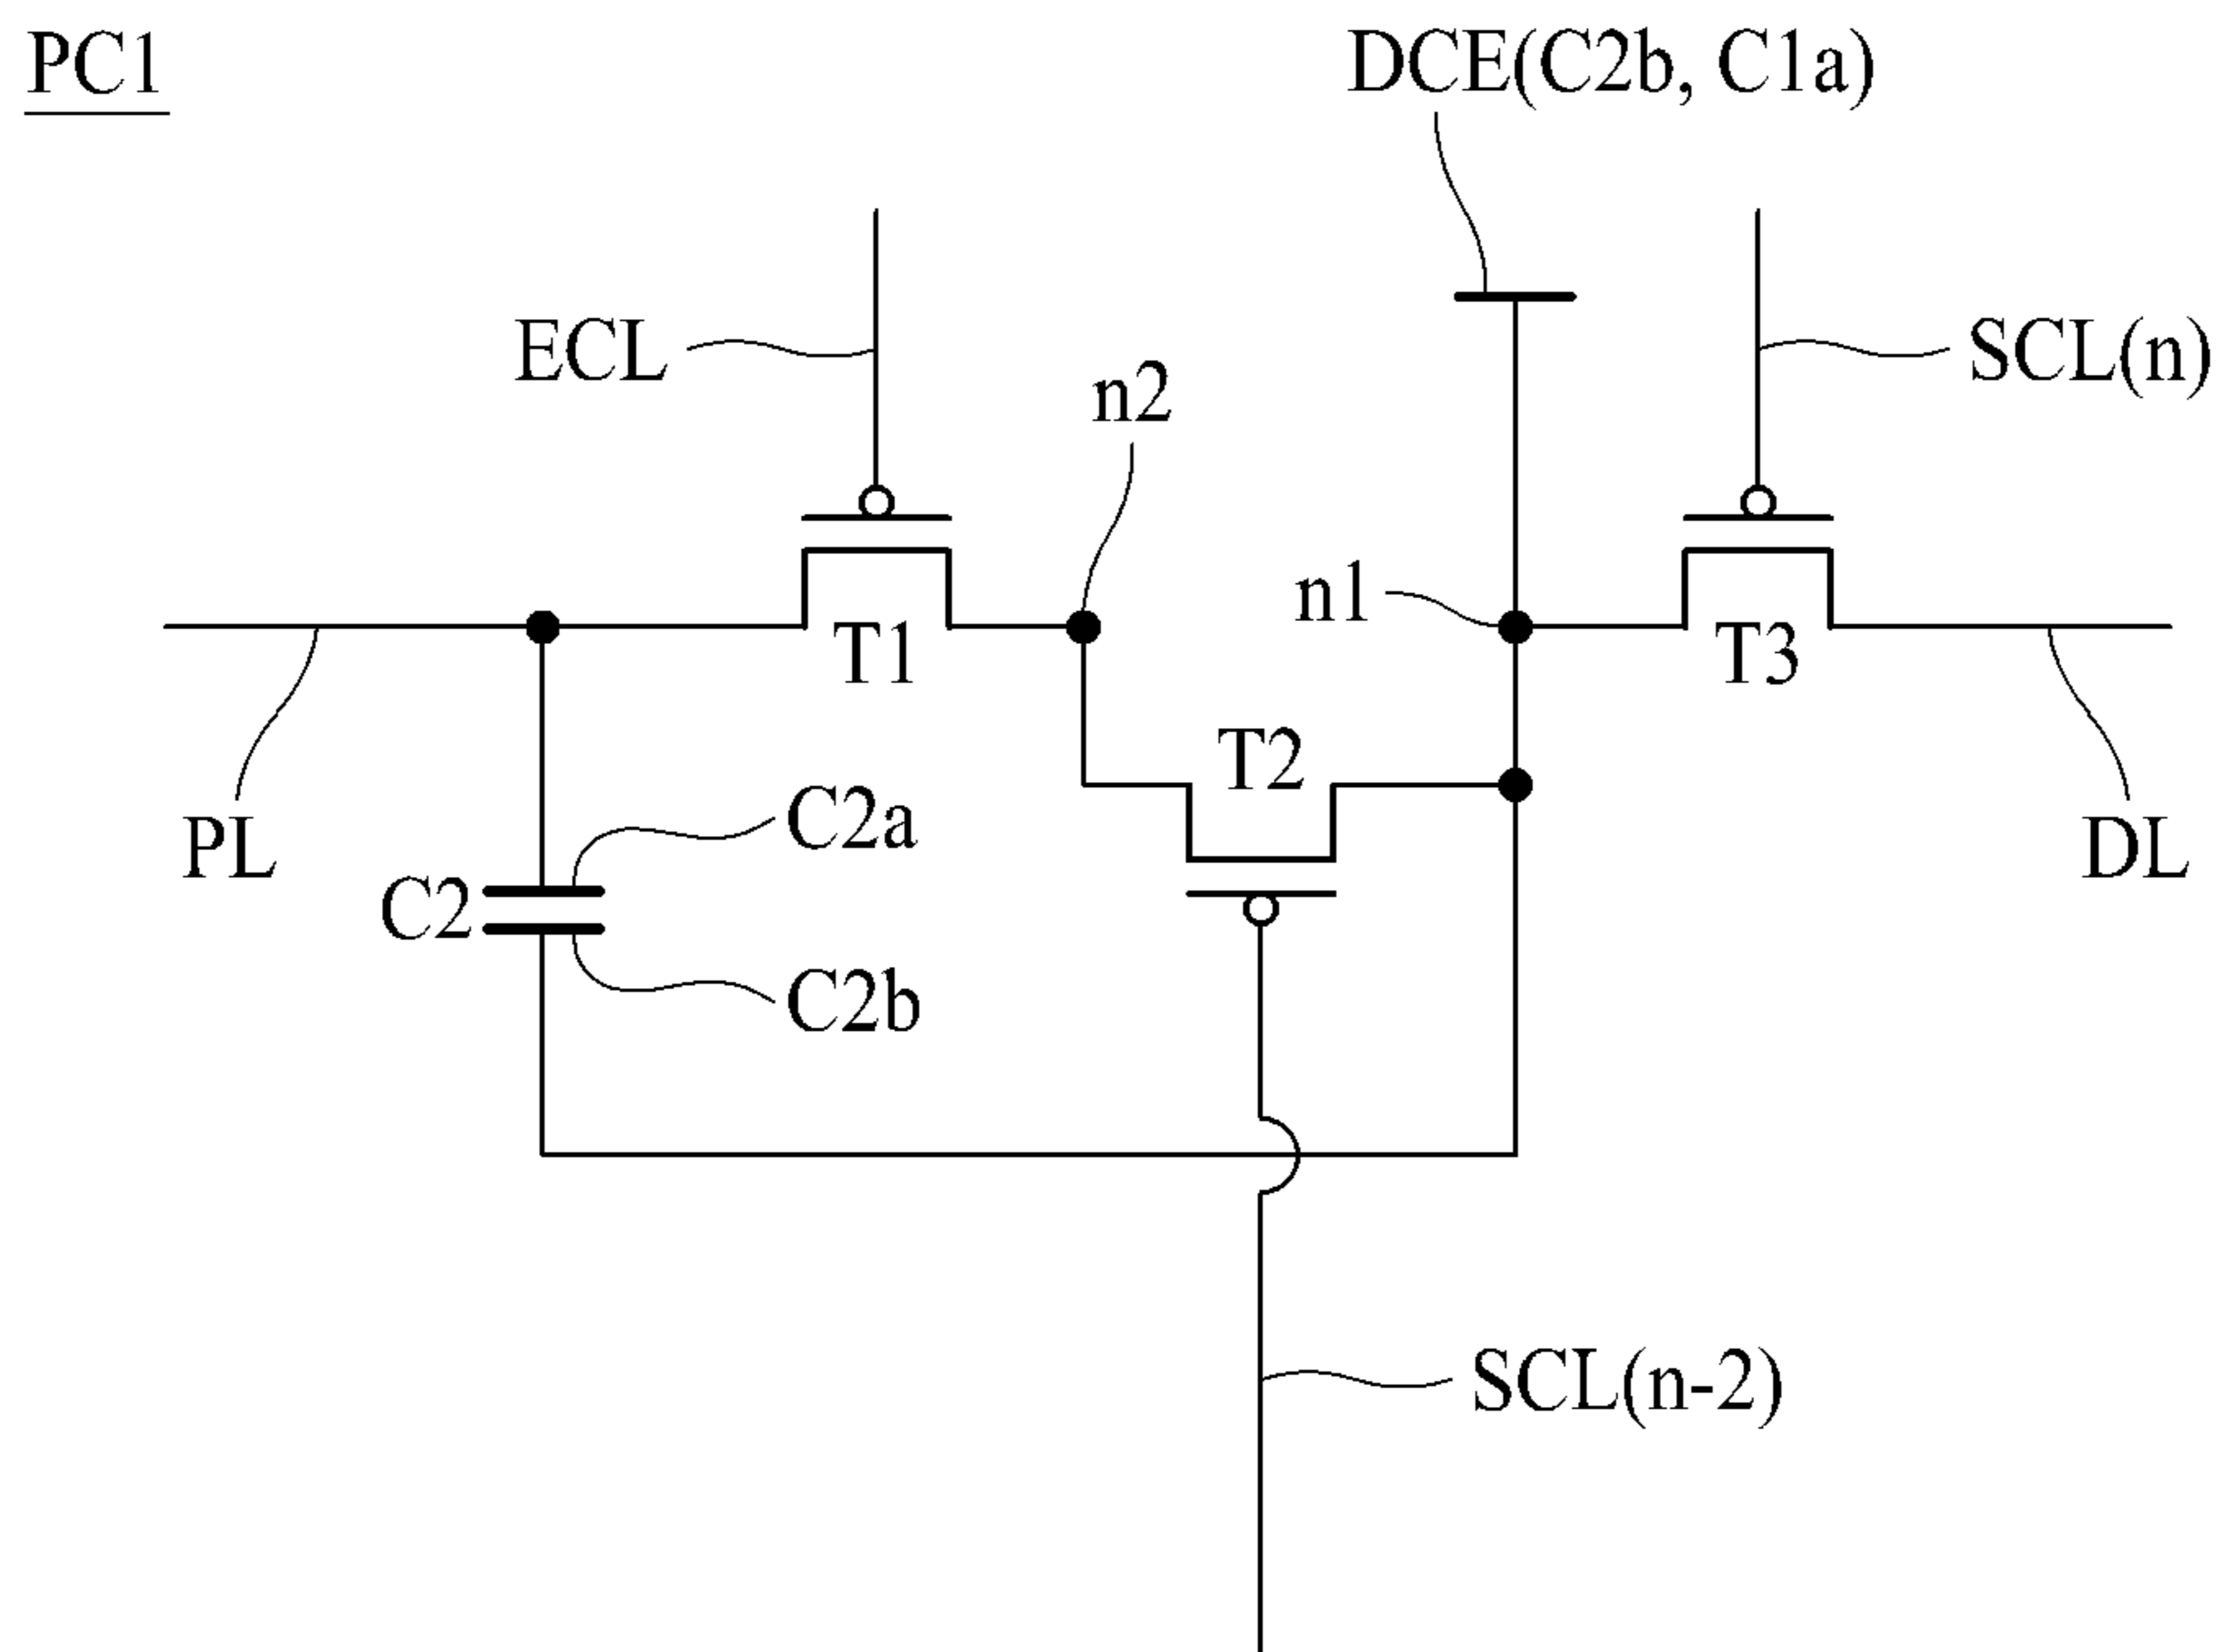 PC1
DCE(C2b, C1a)
ECL
SCL(n)
n2
n1
T1
T3
T2
C2a
PL
DL
C2
C2b
SCL(n-2)